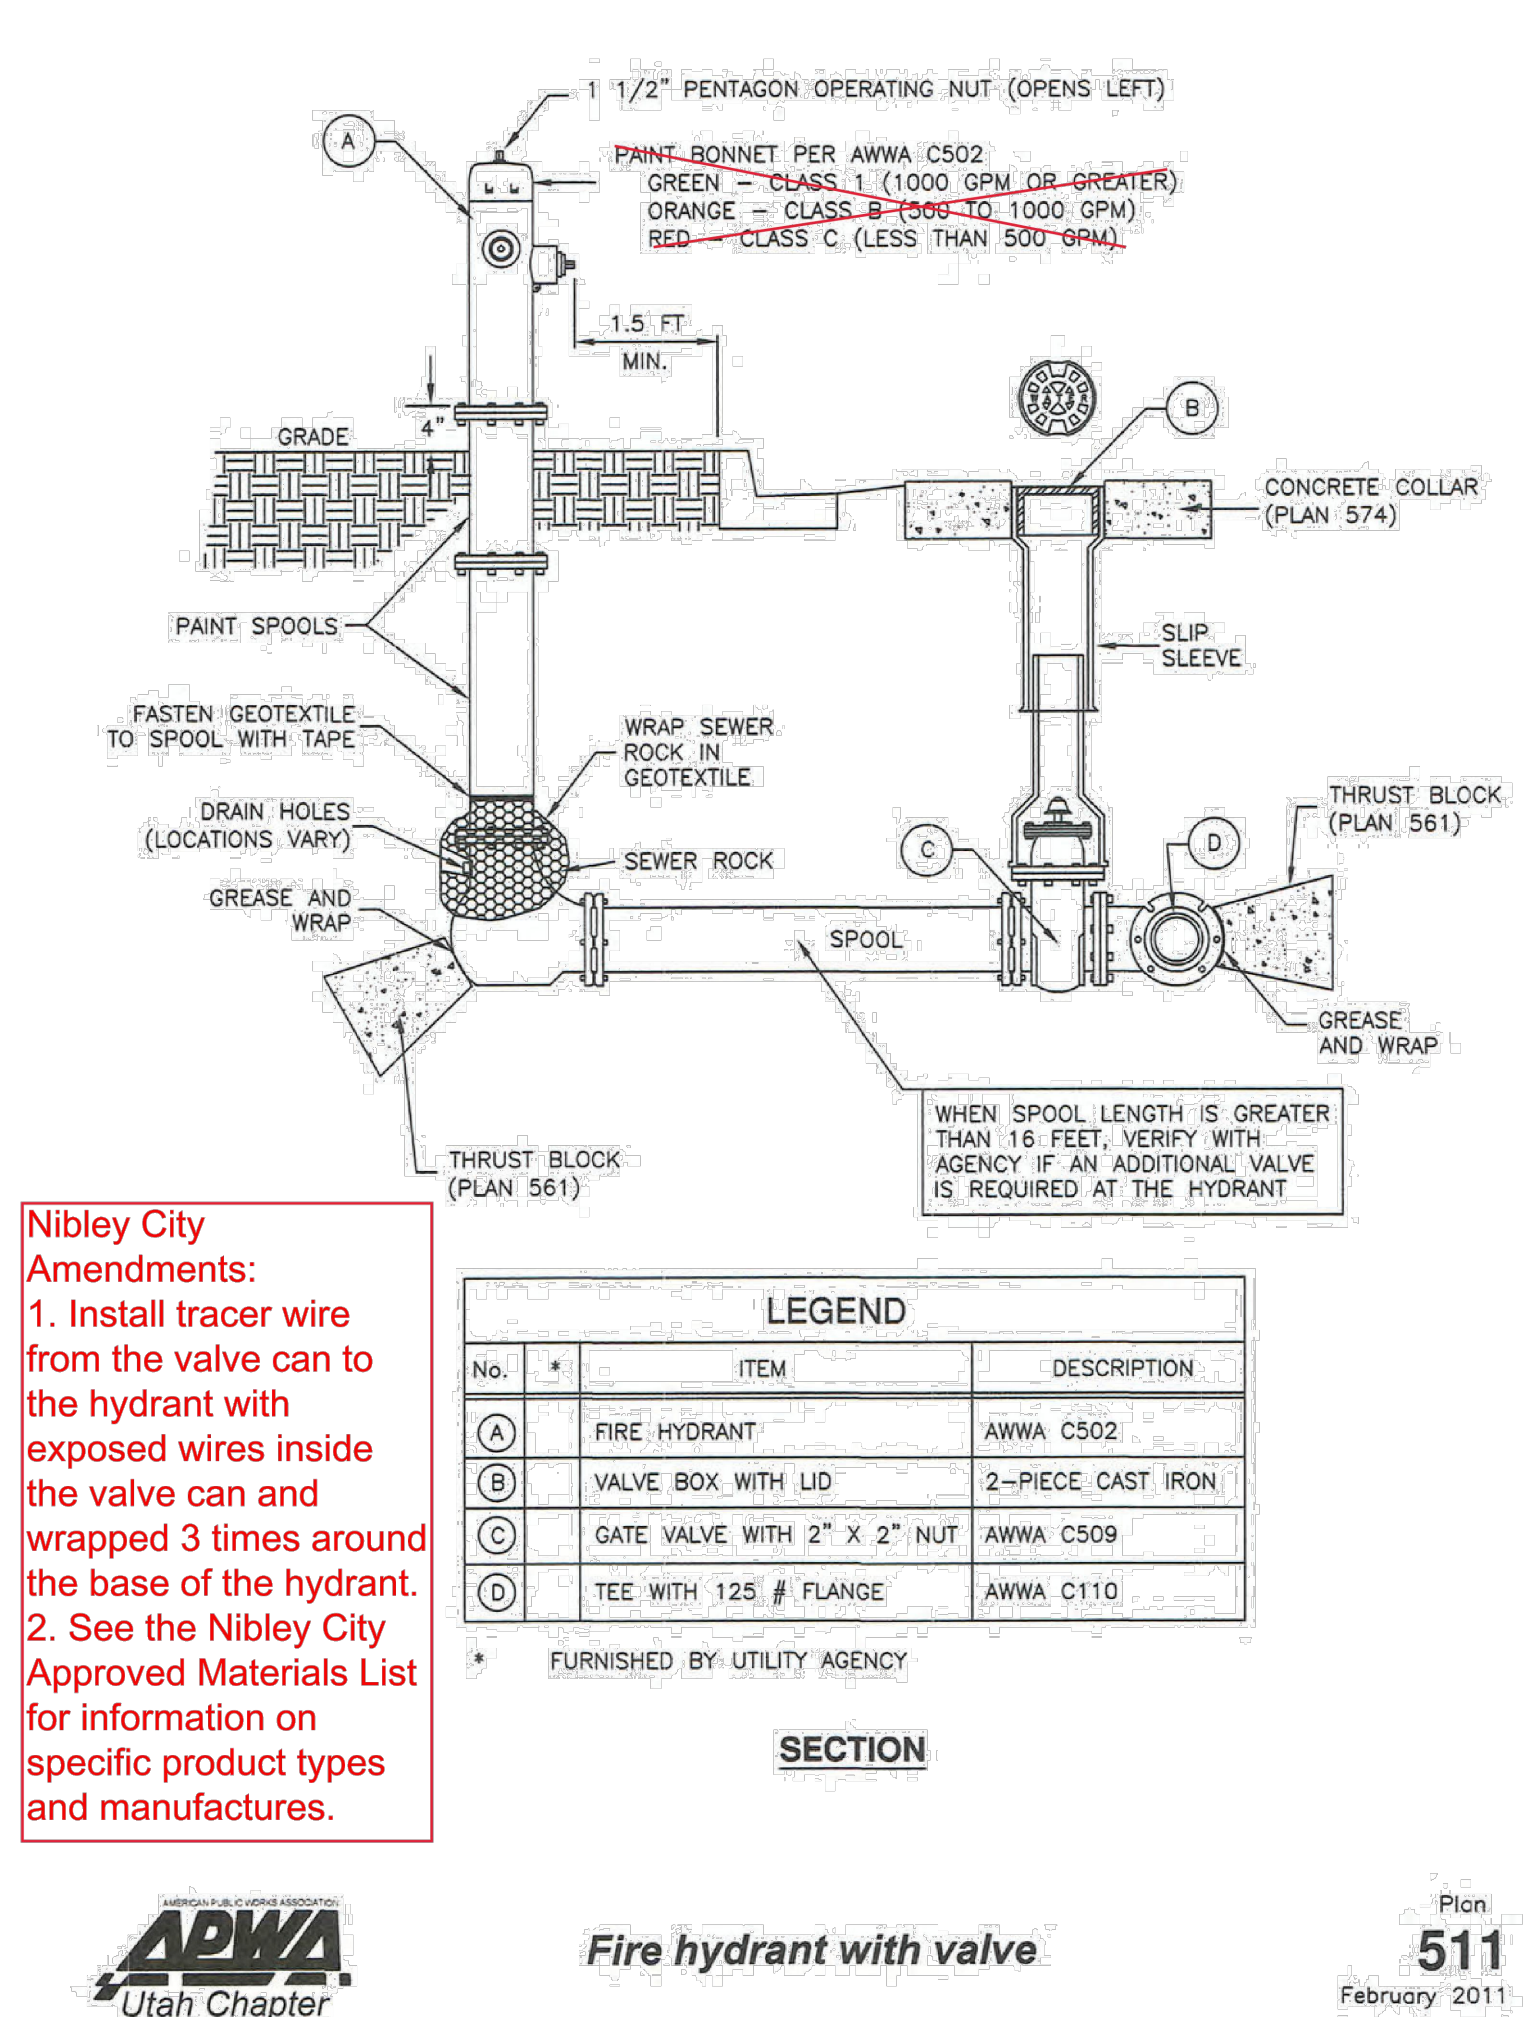 1 1/2" PENTAGON OPERATING NUT (OPENS LEFT)
A
PAINT BONNET PER AWWA C502
GREEN – CLASS 1 (1000 GPM OR GREATER)
ORANGE – CLASS B (500 TO 1000 GPM)
RED – CLASS C (LESS THAN 500 GPM)
1.5 FT
MIN.
4"
GRADE
B
CONCRETE COLLAR
(PLAN 574)
PAINT SPOOLS
SLIP
SLEEVE
FASTEN GEOTEXTILE
TO SPOOL WITH TAPE
WRAP SEWER
ROCK IN
GEOTEXTILE
DRAIN HOLES
(LOCATIONS VARY)
THRUST BLOCK
(PLAN 561)
C
D
SEWER ROCK
GREASE AND
WRAP
SPOOL
GREASE
AND WRAP
WHEN SPOOL LENGTH IS GREATER
THAN 16 FEET, VERIFY WITH
AGENCY IF AN ADDITIONAL VALVE
IS REQUIRED AT THE HYDRANT
THRUST BLOCK
(PLAN 561)
Nibley City
Amendments:
1. Install tracer wire
from the valve can to
the hydrant with
exposed wires inside
the valve can and
wrapped 3 times around
the base of the hydrant.
2. See the Nibley City
Approved Materials List
for information on
specific product types
and manufactures.
LEGEND
No. * ITEM DESCRIPTION
A FIRE HYDRANT AWWA C502
B VALVE BOX WITH LID 2–PIECE CAST IRON
C GATE VALVE WITH 2" X 2" NUT AWWA C509
D TEE WITH 125 # FLANGE AWWA C110
* FURNISHED BY UTILITY AGENCY
SECTION
AMERICAN PUBLIC WORKS ASSOCIATION
APWA
Utah Chapter
Fire hydrant with valve
Plan
511
February 2011